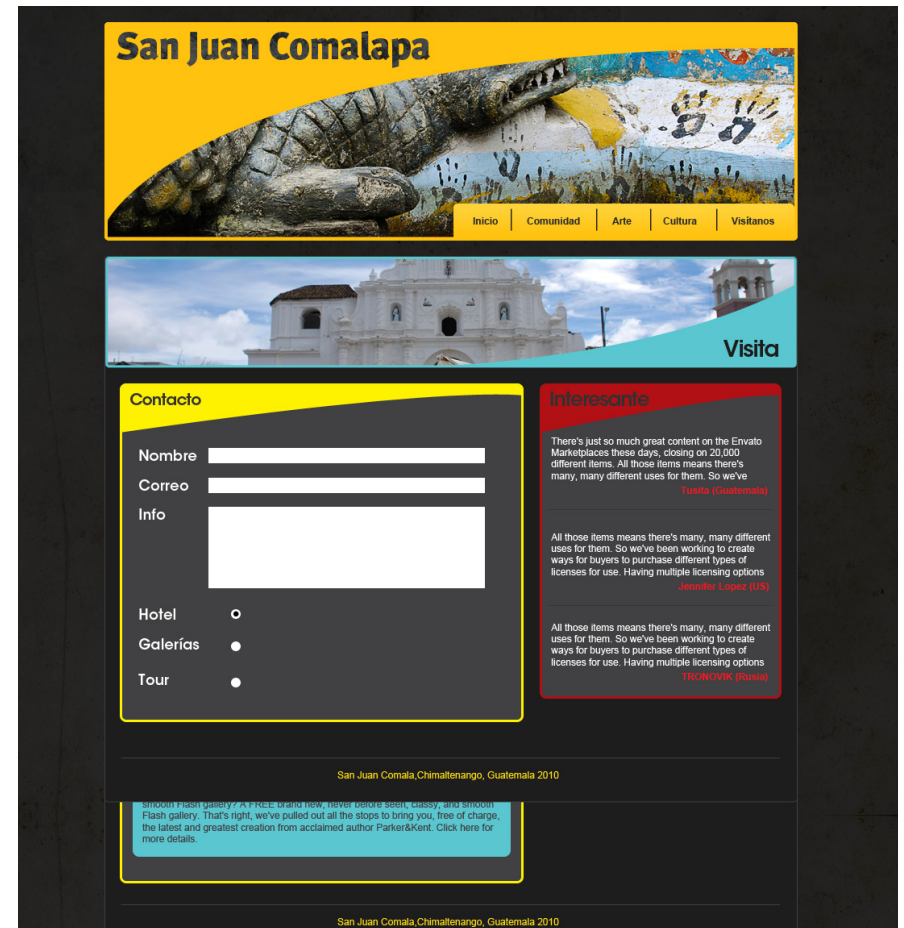 San Juan Comalapa
Inicio
Comunidad
Arte
Cultura
Visítanos
Visita
Contacto
Nombre
Correo
Info
Hotel
Galerías
Tour
Interesante
There's just so much great content on the Envato
Marketplaces these days, closing on 20,000
different items. All those items means there's
many, many different uses for them. So we've
Tusita (Guatemala)
All those items means there's many, many different
uses for them. So we've been working to create
ways for buyers to purchase different types of
licenses for use. Having multiple licensing options
Jennifer Lopez (US)
All those items means there's many, many different
uses for them. So we've been working to create
ways for buyers to purchase different types of
licenses for use. Having multiple licensing options
TRONOVIK (Rusia)
San Juan Comala,Chimaltenango, Guatemala 2010
smooth Flash gallery? A FREE brand new, never before seen, classy, and smooth
Flash gallery. That's right, we've pulled out all the stops to bring you, free of charge,
the latest and greatest creation from acclaimed author Parker&Kent. Click here for
more details.
San Juan Comala,Chimaltenango, Guatemala 2010